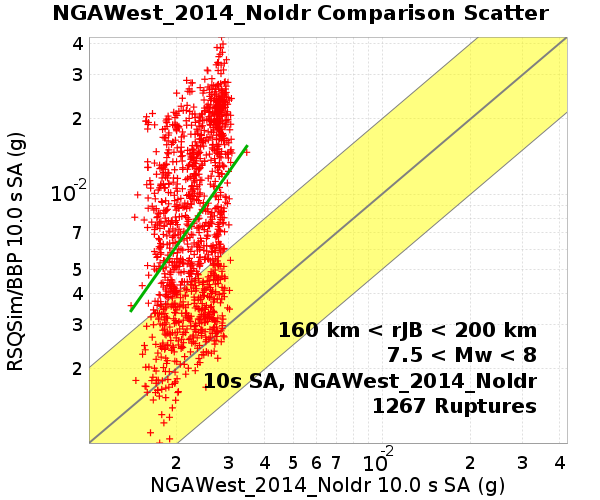 NGAWest_2014_NoIdr Comparison Scatter
RSQSim/BBP 10.0 s SA (g)
4
3
2
10-2
7
5
4
3
2
160 km < rJB < 200 km
7.5 < Mw < 8
10s SA, NGAWest_2014_NoIdr
1267 Ruptures
2 3 4 5 6 7 10-2 2 3 4
NGAWest_2014_NoIdr 10.0 s SA (g)